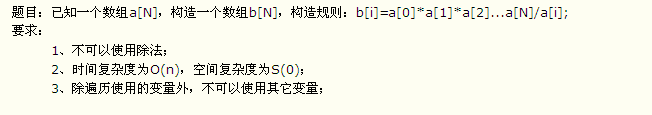 题目：已知一个数组a[N]，构造一个数组b[N]，构造规则：b[i]=a[0]*a[1]*a[2]...a[N]/a[i];
要求：
1、不可以使用除法；
2、时间复杂度为O(n)，空间复杂度为S(0)；
3、除遍历使用的变量外，不可以使用其它变量；